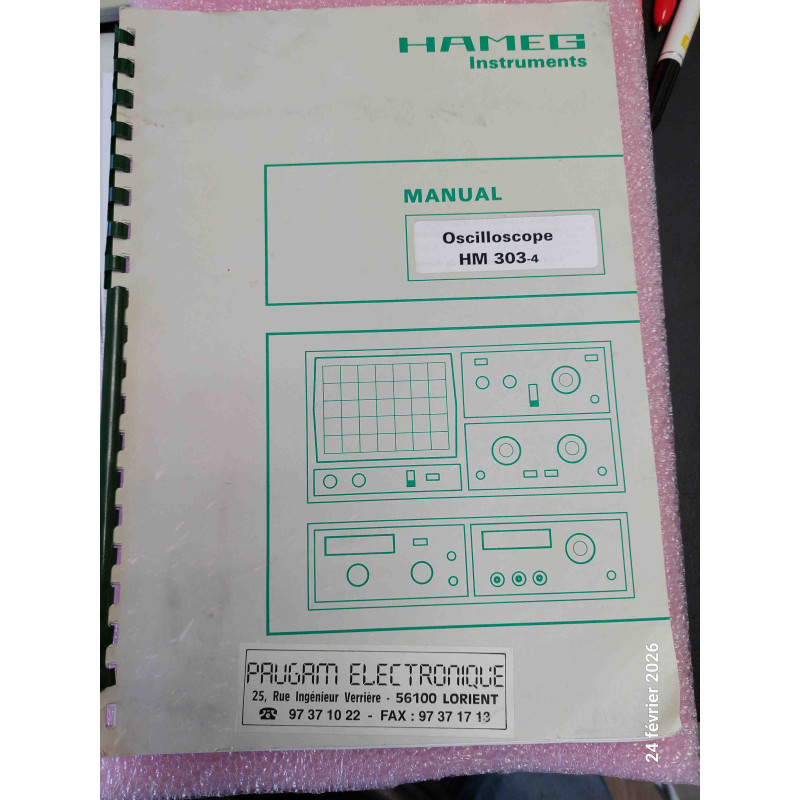 HAMEG
Instruments
MANUAL
Oscilloscope
HM 303-4
PAUGAM ELECTRONIQUE
25, Rue Ingénieur Verrière - 56100 LORIENT
☎ 97 37 10 22 - FAX : 97 37 17 13
24 février 2026